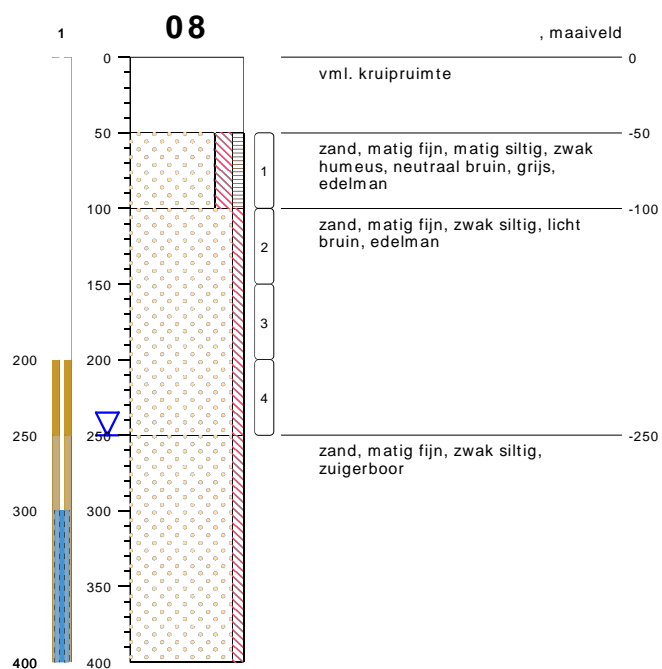 1
08
, maaiveld
0
0
vml. kruipruimte
50
-50
zand, matig fijn, matig siltig, zwak
humeus, neutraal bruin, grijs,
edelman
1
100
-100
zand, matig fijn, zwak siltig, licht
bruin, edelman
2
150
3
200
200
4
250
250
-250
zand, matig fijn, zwak siltig,
zuigerboor
300
300
350
400
400